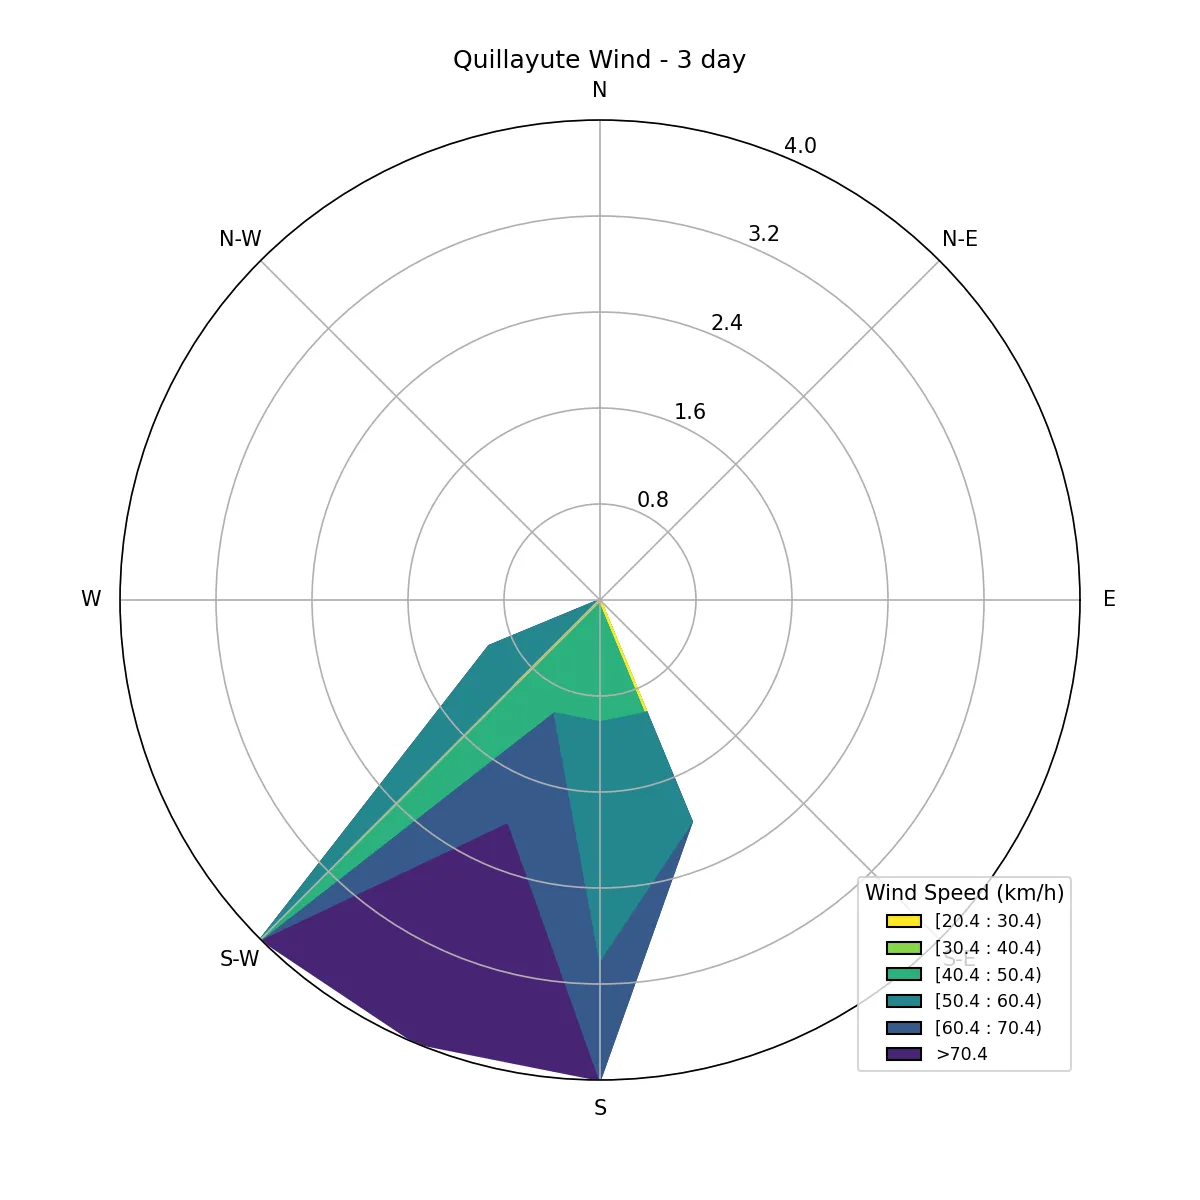 Quillayute Wind - 3 day
N
4.0
N-W
3.2
N-E
2.4
1.6
0.8
W
E
Wind Speed (km/h)
[20.4 : 30.4)
[30.4 : 40.4)
S-W
S-E
[40.4 : 50.4)
[50.4 : 60.4)
[60.4 : 70.4)
>70.4
S